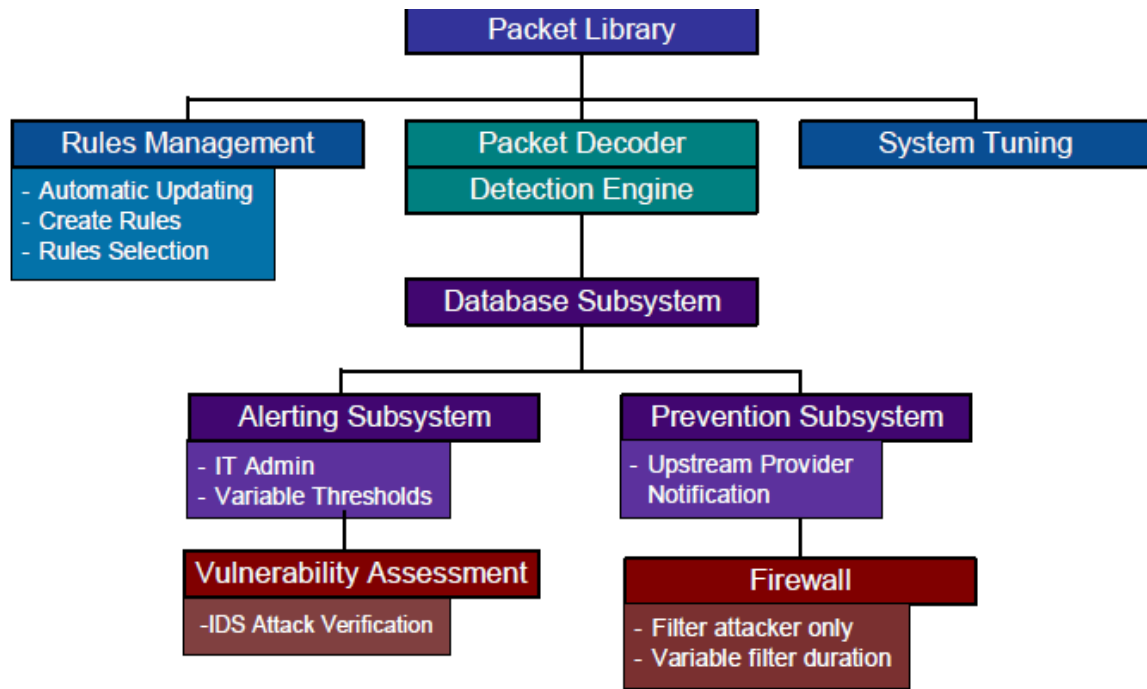 Packet Library
Rules Management
- Automatic Updating
- Create Rules
- Rules Selection
Packet Decoder
Detection Engine
System Tuning
Database Subsystem
Alerting Subsystem
- IT Admin
- Variable Thresholds
Prevention Subsystem
- Upstream Provider
Notification
Vulnerability Assessment
-IDS Attack Verification
Firewall
- Filter attacker only
- Variable filter duration